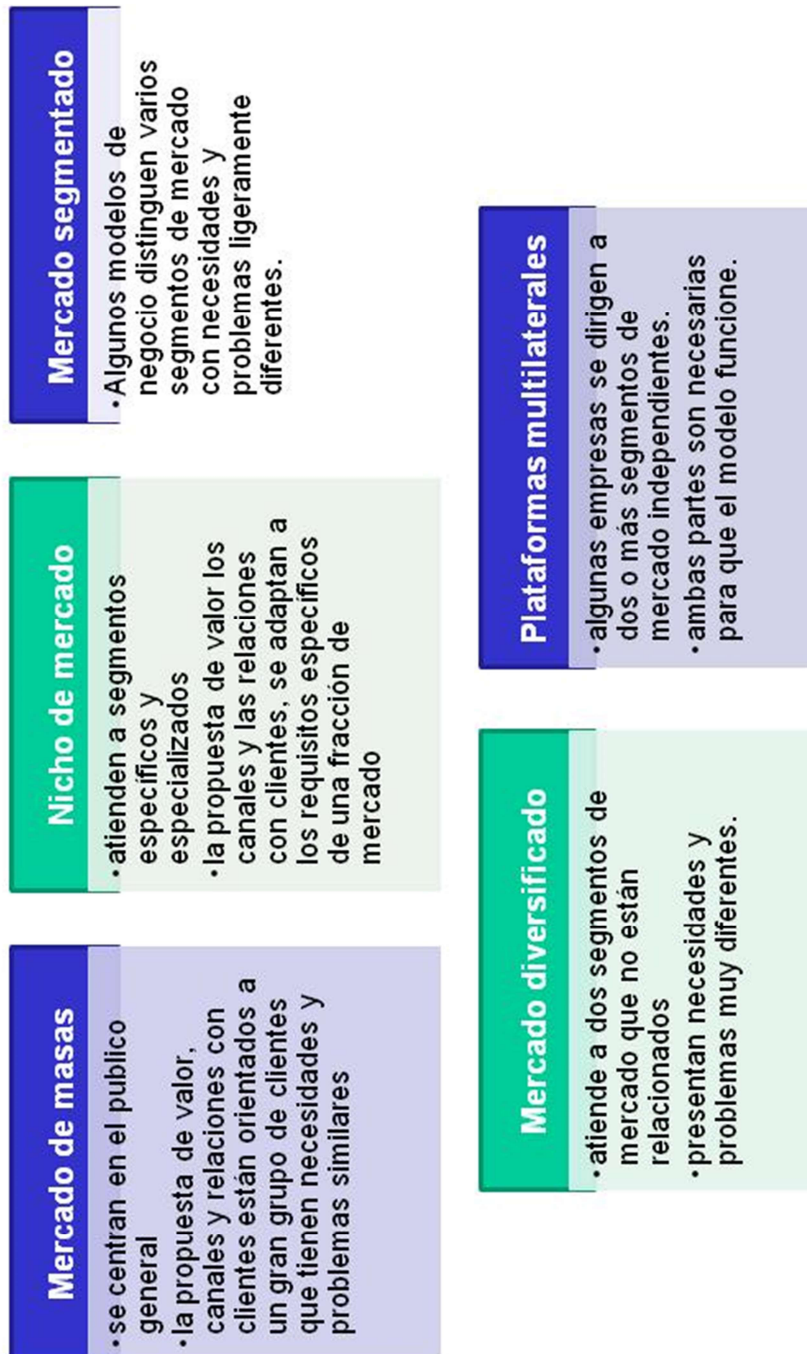 Mercado de masas
•se centran en el publico
general
•la propuesta de valor,
canales y relaciones con
clientes están orientados a
un gran grupo de clientes
que tienen necesidades y
problemas similares
Nicho de mercado
•atienden a segmentos
específicos y
especializados
•la propuesta de valor los
canales y las relaciones
con clientes, se adaptan a
los requisitos específicos
de una fracción de
mercado
Mercado segmentado
•Algunos modelos de
negocio distinguen varios
segmentos de mercado
con necesidades y
problemas ligeramente
diferentes.
Mercado diversificado
•atiende a dos segmentos de
mercado que no están
relacionados
•presentan necesidades y
problemas muy diferentes.
Plataformas multilaterales
•algunas empresas se dirigen a
dos o más segmentos de
mercado independientes.
•ambas partes son necesarias
para que el modelo funcione.